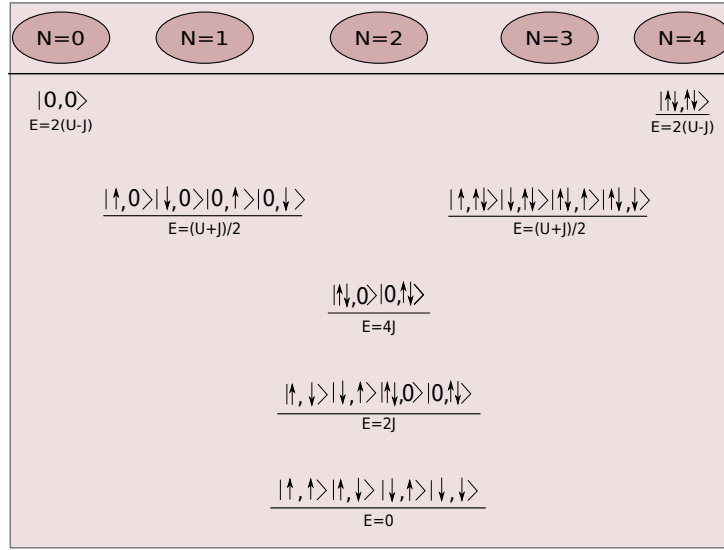 N=0 N=1 N=2 N=3 N=4
|0,0> |↑↓,↑↓>
E=2(U-J) E=2(U-J)
|↑,0>|↓,0>|0,↑>|0,↓> |↑,↑↓>|↓,↑↓>|↑↓,↑>|↑↓,↓>
E=(U+J)/2 E=(U+J)/2
|↑↓,0>|0,↑↓>
E=4J
|↑,↓>|↓,↑>|↑↓,0>|0,↑↓>
E=2J
|↑,↑>|↑,↓>|↓,↑>|↓,↓>
E=0